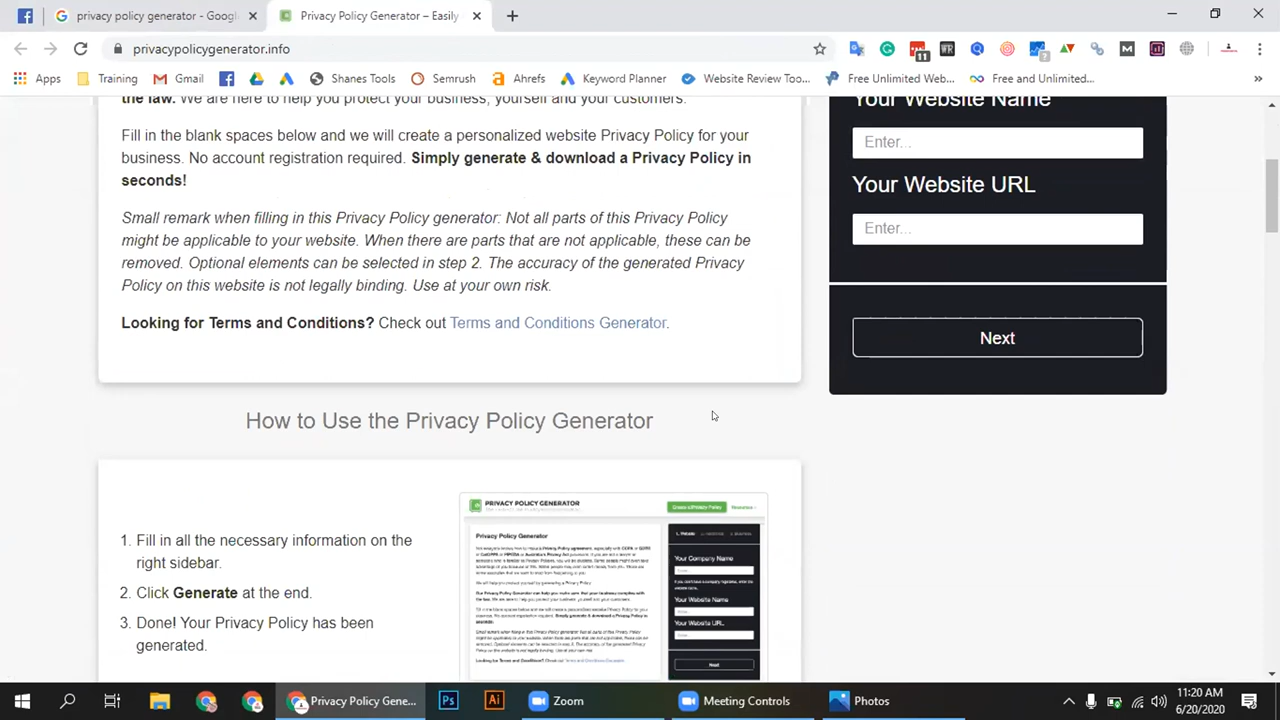 privacy policy generator - Google
Privacy Policy Generator – Easily
privacypolicygenerator.info
11
?
Apps
Training
Gmail
Shanes Tools
Semrush
Ahrefs
Keyword Planner
Website Review Too...
Free Unlimited Web...
Free and Unlimited...
»
the law. We are here to help you protect your business, yourself and your customers.
Fill in the blank spaces below and we will create a personalized website Privacy Policy for your
business. No account registration required. Simply generate & download a Privacy Policy in
seconds!
Small remark when filling in this Privacy Policy generator: Not all parts of this Privacy Policy
might be applicable to your website. When there are parts that are not applicable, these can be
removed. Optional elements can be selected in step 2. The accuracy of the generated Privacy
Policy on this website is not legally binding. Use at your own risk.
Looking for Terms and Conditions? Check out Terms and Conditions Generator.
Your Website Name
Enter...
Your Website URL
Enter...
Next
How to Use the Privacy Policy Generator
1. Fill in all the necessary information on the
right sidebar.
2. Click Generate at the end.
3. Done! Your Privacy Policy has been
generated.
PRIVACY POLICY GENERATOR
Create a Privacy Policy
Privacy Policy Generator
Your Company Name
Your Website Name
Your Website URL
Next
Privacy Policy Gene...
Ps
Ai
Zoom
Meeting Controls
Photos
6/20/2020